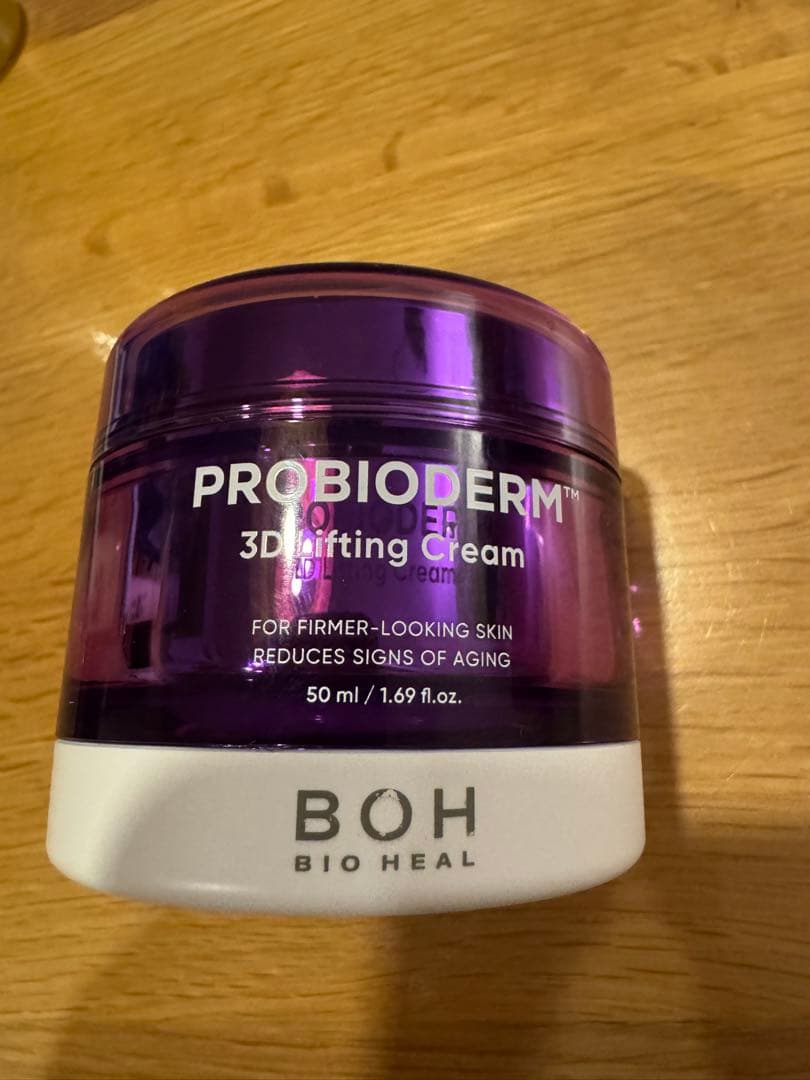 PROBIODERM™
3D Lifting Cream
FOR FIRMER-LOOKING SKIN
REDUCES SIGNS OF AGING
50 ml / 1.69 fl.oz.
BOH
BIO HEAL